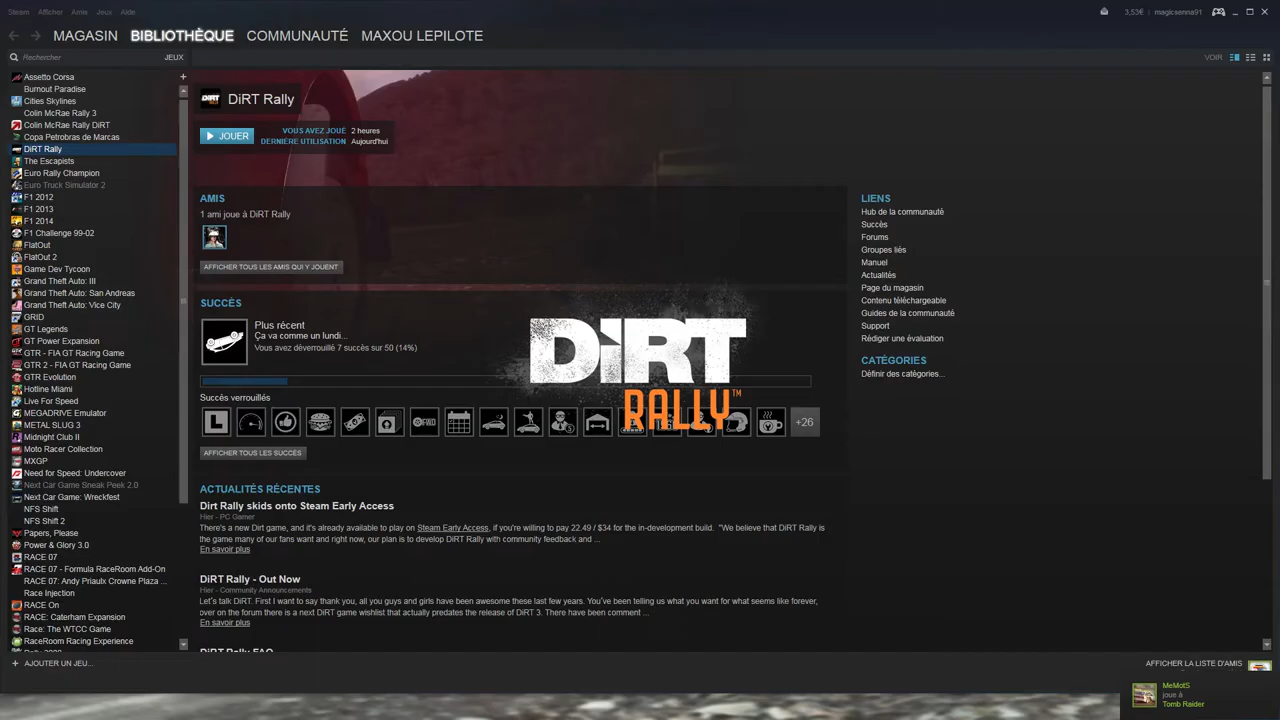 Steam Afficher Amis Jeux Aide
3,53€ magicsenna91
MAGASIN BIBLIOTHÈQUE COMMUNAUTÉ MAXOU LEPILOTE
Rechercher JEUX
VOIR
Assetto Corsa
Burnout Paradise
Cities Skylines
Colin McRae Rally 3
Colin McRae Rally DiRT
Copa Petrobras de Marcas
DiRT Rally
The Escapists
Euro Rally Champion
Euro Truck Simulator 2
F1 2012
F1 2013
F1 2014
F1 Challenge 99-02
FlatOut
FlatOut 2
Game Dev Tycoon
Grand Theft Auto: III
Grand Theft Auto: San Andreas
Grand Theft Auto: Vice City
GRID
GT Legends
GT Power Expansion
GTR - FIA GT Racing Game
GTR 2 - FIA GT Racing Game
GTR Evolution
Hotline Miami
Live For Speed
MEGADRIVE Emulator
METAL SLUG 3
Midnight Club II
Moto Racer Collection
MXGP
Need for Speed: Undercover
Next Car Game Sneak Peek 2.0
Next Car Game: Wreckfest
NFS Shift
NFS Shift 2
Papers, Please
Power & Glory 3.0
RACE 07
RACE 07 - Formula RaceRoom Add-On
RACE 07: Andy Priaulx Crowne Plaza ...
Race Injection
RACE On
RACE: Caterham Expansion
Race: The WTCC Game
RaceRoom Racing Experience
+ AJOUTER UN JEU...
DiRT Rally
JOUER
VOUS AVEZ JOUÉ 2 heures
DERNIÈRE UTILISATION Aujourd'hui
AMIS
1 ami joue à DiRT Rally
AFFICHER TOUS LES AMIS QUI Y JOUENT
SUCCÈS
Plus récent
Ça va comme un lundi...
Vous avez déverrouillé 7 succès sur 50 (14%)
Succès verrouillés
L
FWD
+26
AFFICHER TOUS LES SUCCÈS
DiRT
RALLY™
ACTUALITÉS RÉCENTES
Dirt Rally skids onto Steam Early Access
Hier - PC Gamer
There's a new Dirt game, and it's already available to play on Steam Early Access, if you're willing to pay 22.49 / $34 for the in-development build. "We believe that DiRT Rally is
the game many of our fans want and right now, our plan is to develop DiRT Rally with community feedback and ...
En savoir plus
DiRT Rally - Out Now
Hier - Community Announcements
Let's talk DiRT. First I want to say thank you, all you guys and girls have been awesome these last few years. You've been telling us what you want for what seems like forever,
over on the forum there is a next DiRT game wishlist that actually predates the release of DiRT 3. There have been comment ...
En savoir plus
DiRT Rally FAQ
LIENS
Hub de la communauté
Succès
Forums
Groupes liés
Manuel
Actualités
Page du magasin
Contenu téléchargeable
Guides de la communauté
Support
Rédiger une évaluation
CATÉGORIES
Définir des catégories...
AFFICHER LA LISTE D'AMIS
MeMotS
joue à
Tomb Raider